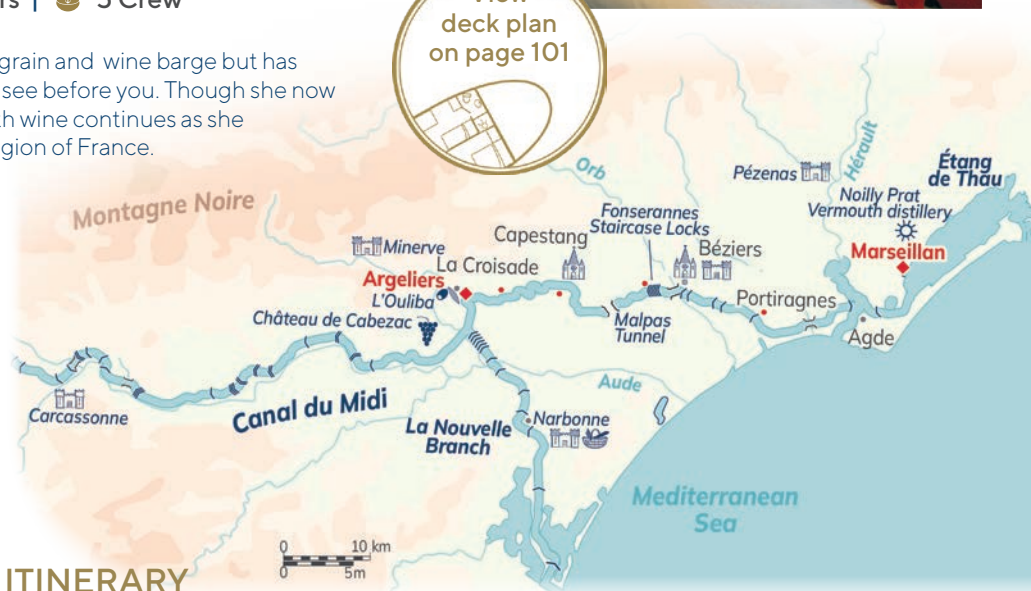 5 Crew
deck plan
on page 101
grain and wine barge but has
see before you. Though she now
wine continues as she
gion of France.
Montagne Noire
Orb
Hérault
Étang
de Thau
Pézenas
Noilly Prat
Vermouth distillery
Marseillan
Fonserannes
Staircase Locks
Béziers
Capestang
Minerve
La Croisade
Argeliers
L'Ouliba
Château de Cabezac
Portiragnes
Malpas
Tunnel
Agde
Carcassonne
Canal du Midi
Aude
La Nouvelle
Branch
Narbonne
Mediterranean
Sea
0 10 km
0 5m
ITINERARY